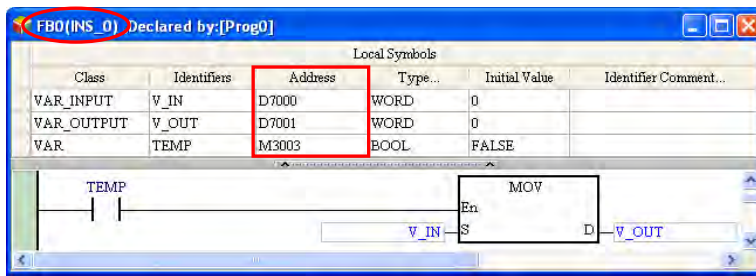 FB0(INS_0) Declared by:[Prog0]
Local Symbols
Class Identifiers Address Type... Initial Value Identifier Comment...
VAR_INPUT V_IN D7000 WORD 0
VAR_OUTPUT V_OUT D7001 WORD 0
VAR TEMP M3003 BOOL FALSE
TEMP MOV
En
V_IN S D V_OUT